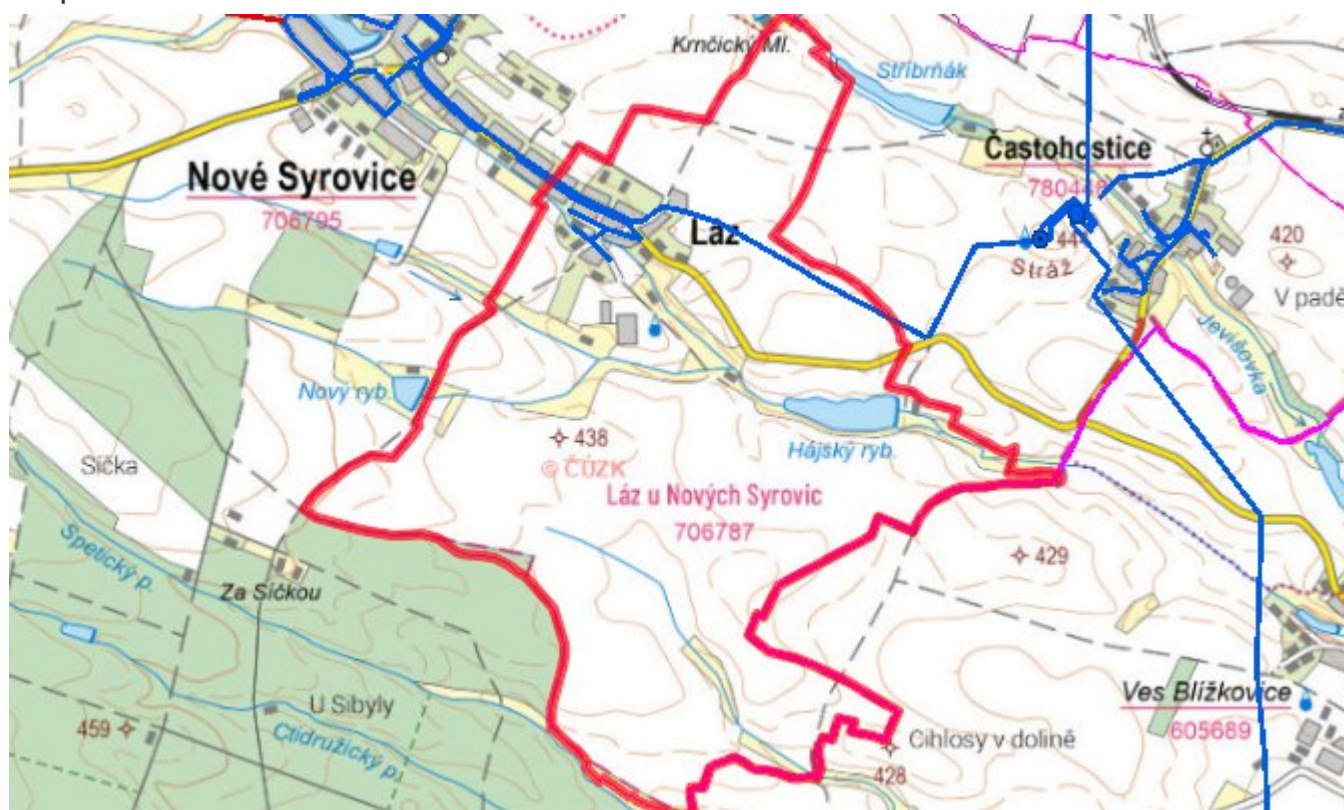 Krnčický Ml.
Stříbrňák
Častohostice
Nové Syrovice
706795
Láz
Stráž
420
V padě
Jevišovka
Nový ryb.
438
© ČÚZK
Hájský ryb.
Síčka
Láz u Nových Syrovic
706787
429
Spetický p.
Za Síčkou
U Sibyly
Ves Blížkovice
605689
459
Ctidružický p.
Cihlosy v dolině
428